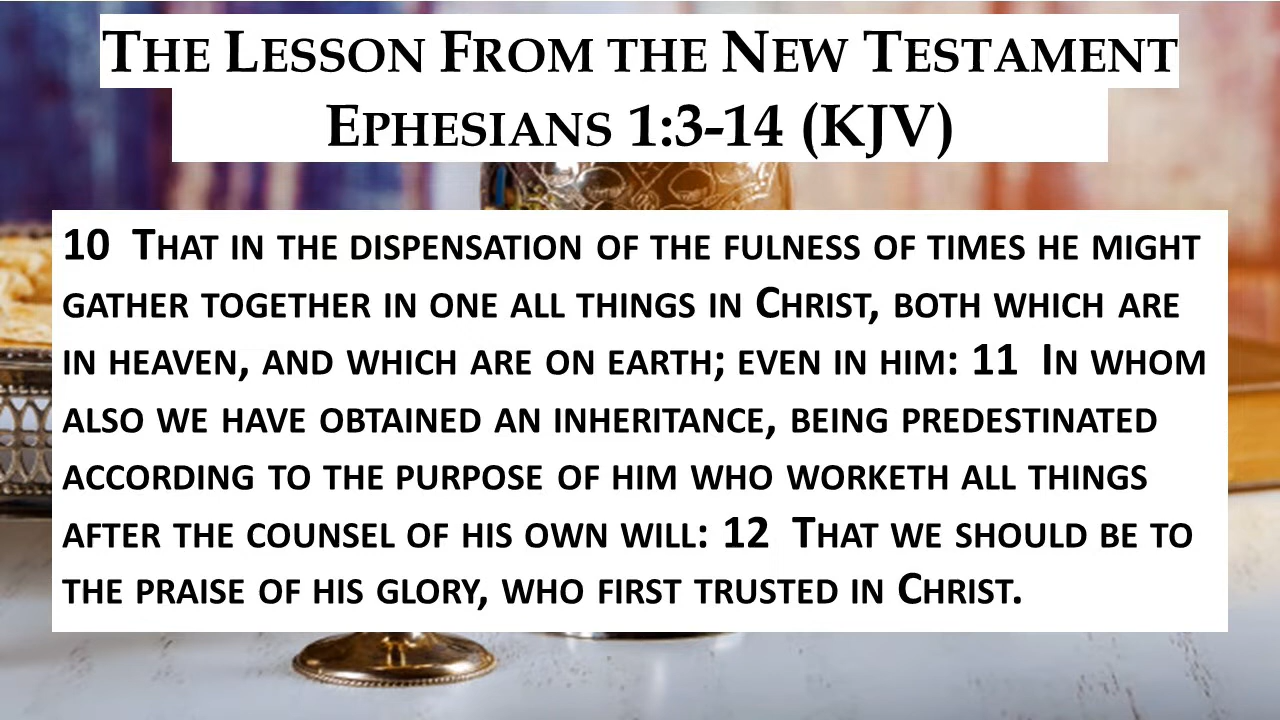 The Lesson From the New Testament
Ephesians 1:3-14 (KJV)
10 That in the dispensation of the fulness of times he might
gather together in one all things in Christ, both which are
in heaven, and which are on earth; even in him: 11 In whom
also we have obtained an inheritance, being predestinated
according to the purpose of him who worketh all things
after the counsel of his own will: 12 That we should be to
the praise of his glory, who first trusted in Christ.